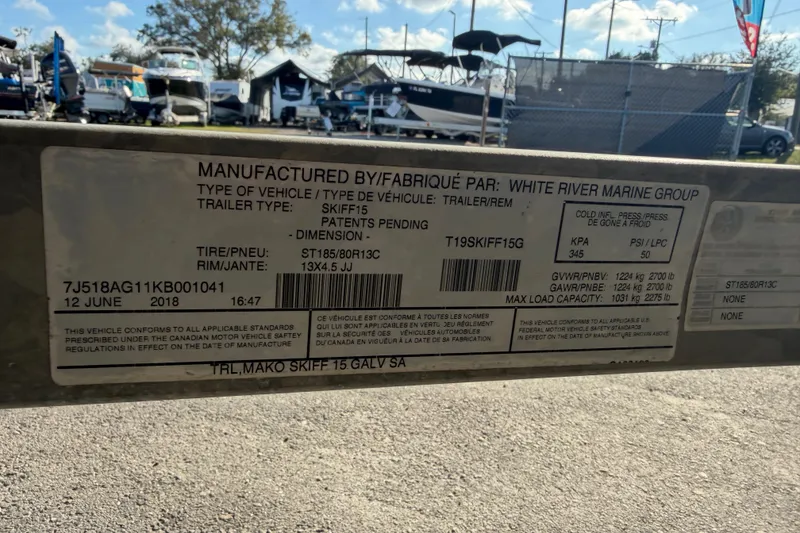 MANUFACTURED BY/FABRIQUÉ PAR: WHITE RIVER MARINE GROUP
TYPE OF VEHICLE / TYPE DE VÉHICULE: TRAILER/REM
TRAILER TYPE: SKIFF15
PATENTS PENDING
- DIMENSION -
T19SKIFF15G
COLD INFL. PRESS./PRESS.
DE GONE A FROID
KPA PSI / LPC
345 50
TIRE/PNEU: ST185/80R13C
RIM/JANTE: 13X4.5 JJ
GVWR/PNBV: 1224 kg 2700 lb
GAWR/PNBE: 1224 kg 2700 lb
MAX LOAD CAPACITY: 1031 kg 2275 lb
7J518AG11KB001041
12 JUNE 2018 16:47
THIS VEHICLE CONFORMS TO ALL APPLICABLE STANDARDS
PRESCRIBED UNDER THE CANADIAN MOTOR VEHICLE SAFTEY
REGULATIONS IN EFFECT ON THE DATE OF MANUFACTURE
CE VÉHICULE EST CONFORME À TOUTES LES NORMES
QUI LUI SONT APPLICABLES EN VERTU DEU RÈGLEMENT
SUR LA SÉCURITÉ DES VÉHICULES AUTOMOBILES
DU CANADA EN VIGUEUR À LA DATE DE SA FABRICATION
THIS VEHICLE CONFORMS TO ALL APPLICABLE U.S.
FEDERAL MOTOR VEHICLE SAFETY STANDARDS
IN EFFECT ON THE DATE OF MANUFACTURE SHOWN ABOVE
TRL,MAKO SKIFF 15 GALV SA
ST185/80R13C
NONE
NONE